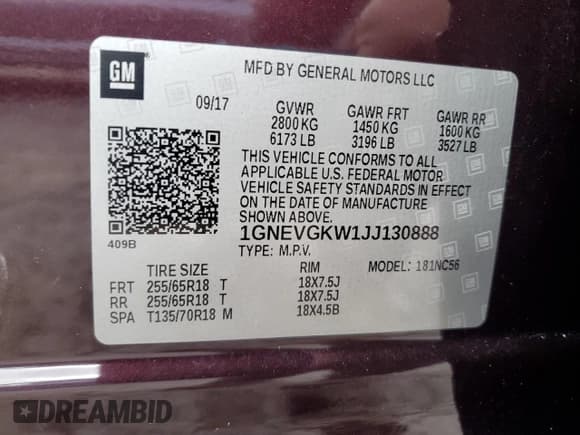 GM
MFD BY GENERAL MOTORS LLC
09/17 GVWR GAWR FRT GAWR RR
2800 KG 1450 KG 1600 KG
6173 LB 3196 LB 3527 LB
THIS VEHICLE CONFORMS TO ALL
APPLICABLE U.S. FEDERAL MOTOR
VEHICLE SAFETY STANDARDS IN EFFECT
ON THE DATE OF MANUFACTURE
SHOWN ABOVE.
409B
1GNEVGKW1JJ130888
TYPE: M.P.V. MODEL: 181NC56
TIRE SIZE RIM
FRT 255/65R18 T 18X7.5J
RR 255/65R18 T 18X7.5J
SPA T135/70R18 M 18X4.5B
DREAMBID